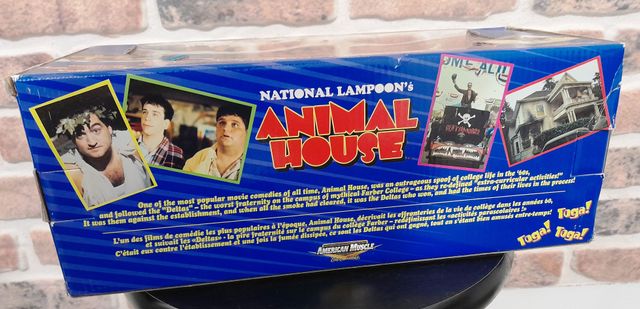 OME ALI
NATIONAL LAMPOON's
ANIMAL
HOUSE
One of the most popular movie comedies of all time, Animal House, was an outrageous spoof of college life in the '60s,
and followed the "Deltas" - the worst fraternity on the campus of mythical Farber College - as they re-defined "extra-curricular activities!"
It was them against the establishment, and when all the smoke had cleared, it was the Deltas who won, and had the times of their lives in the process!
L'un des films de comédie les plus populaires à l'époque, Animal House, décrivait les effronteries de la vie de collège dans les années 60,
et suivait les «Deltas» - la pire fraternité sur le campus du collège Farber - redéfinissant les «activités parascolaires !»
C'était eux contre l'établissement et une fois la fumée dissipée, ce sont les Deltas qui ont gagné, tout en s'étant bien amusés entre-temps!
Toga!
Toga! Toga!
AMERICAN MUSCLE